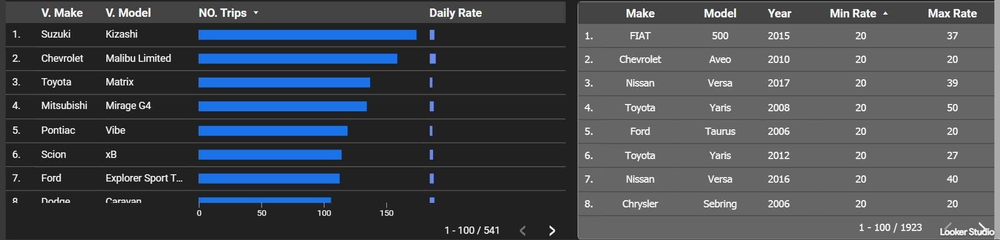 V. Make V. Model NO. Trips Daily Rate
1. Suzuki Kizashi
2. Chevrolet Malibu Limited
3. Toyota Matrix
4. Mitsubishi Mirage G4
5. Pontiac Vibe
6. Scion xB
7. Ford Explorer Sport T...
8. Dodge Caravan
0 50 100 150
1 - 100 / 541
Make Model Year Min Rate Max Rate
1. FIAT 500 2015 20 37
2. Chevrolet Aveo 2010 20 20
3. Nissan Versa 2017 20 39
4. Toyota Yaris 2008 20 50
5. Ford Taurus 2006 20 20
6. Toyota Yaris 2012 20 27
7. Nissan Versa 2016 20 40
8. Chrysler Sebring 2006 20 20
1 - 100 / 1923
Looker Studio